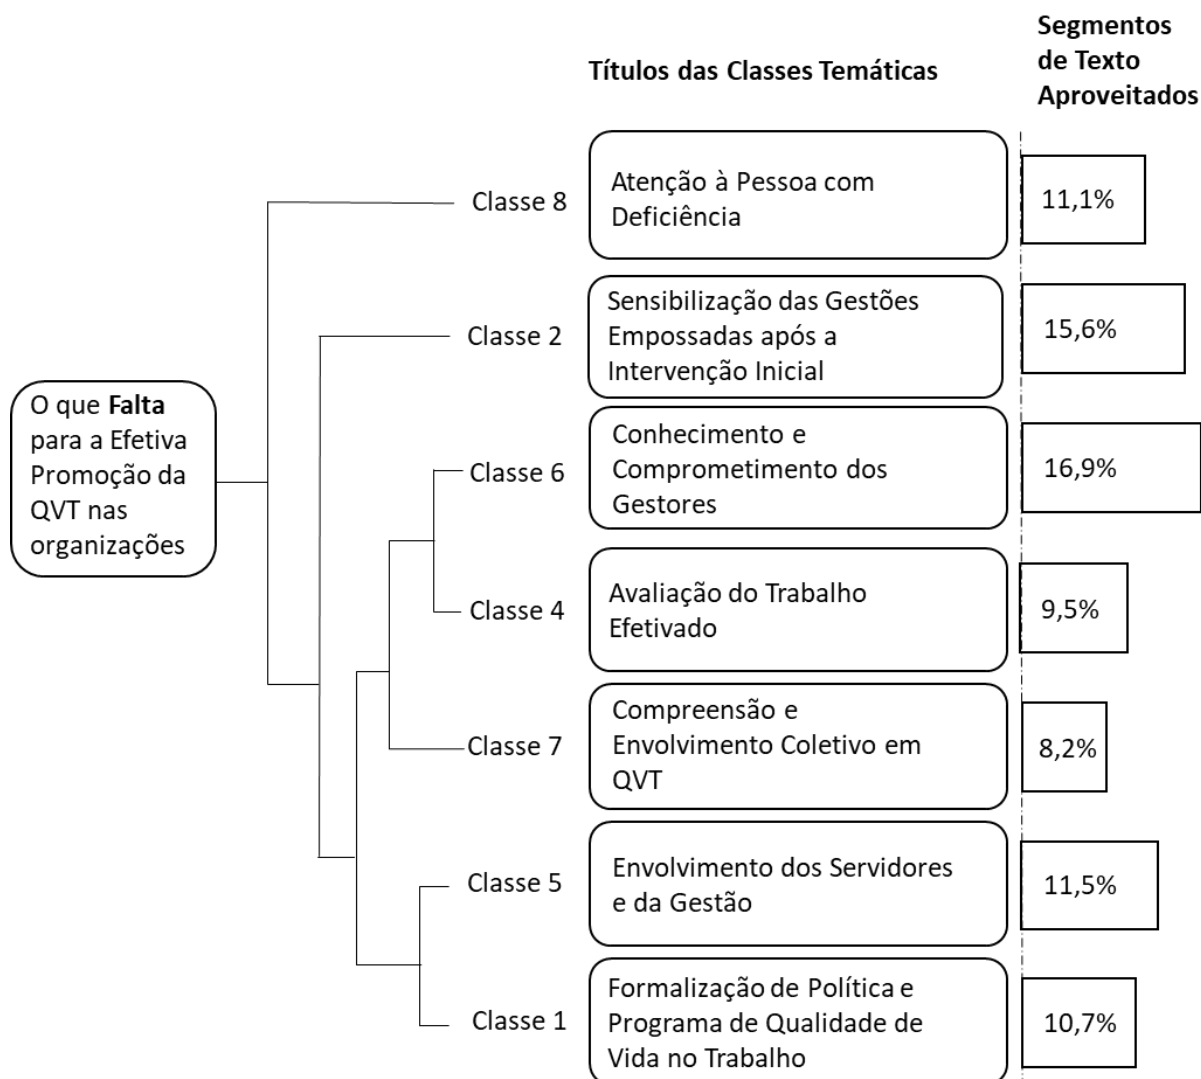 Segmentos
de Texto
Aproveitados
Títulos das Classes Temáticas
Classe 8
Atenção à Pessoa com
Deficiência
11,1%
Classe 2
Sensibilização das Gestões
Empossadas após a
Intervenção Inicial
15,6%
O que Falta
para a Efetiva
Promoção da
QVT nas
organizações
Classe 6
Conhecimento e
Comprometimento dos
Gestores
16,9%
Classe 4
Avaliação do Trabalho
Efetivado
9,5%
Classe 7
Compreensão e
Envolvimento Coletivo em
QVT
8,2%
Classe 5
Envolvimento dos Servidores
e da Gestão
11,5%
Classe 1
Formalização de Política e
Programa de Qualidade de
Vida no Trabalho
10,7%